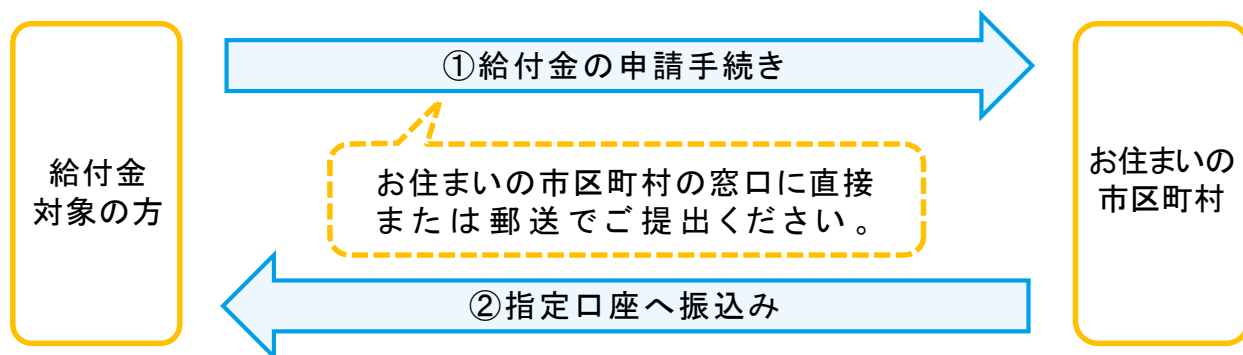 ①給付金の申請手続き
給付金
対象の方
お住まいの市区町村の窓口に直接
または郵送でご提出ください。
お住まいの
市区町村
②指定口座へ振込み